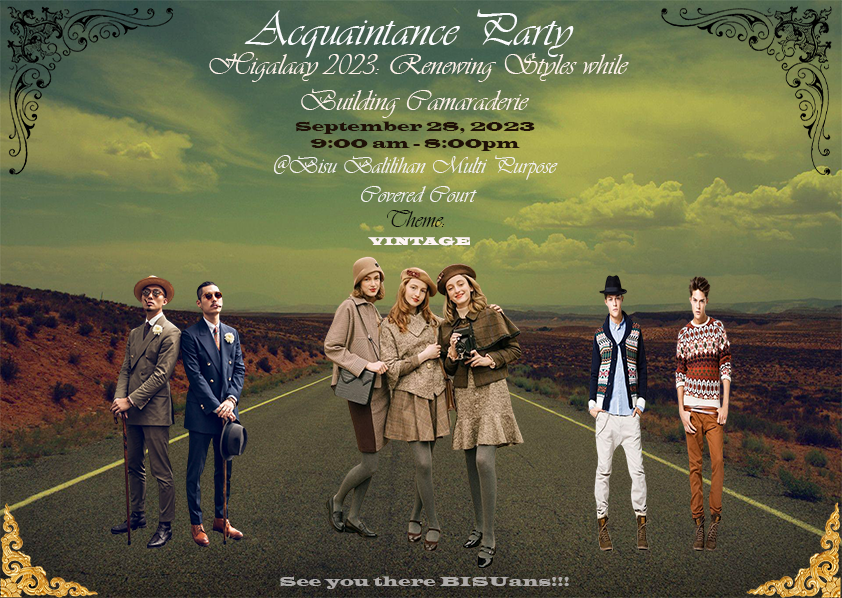 Acquaintance Party
Higalaay 2023: Renewing Styles while
Building Camaraderie
September 28, 2023
9:00 am - 8:00pm
@Bisu Balilihan Multi Purpose
Covered Court
Theme:
VINTAGE
See you there BISUans!!!